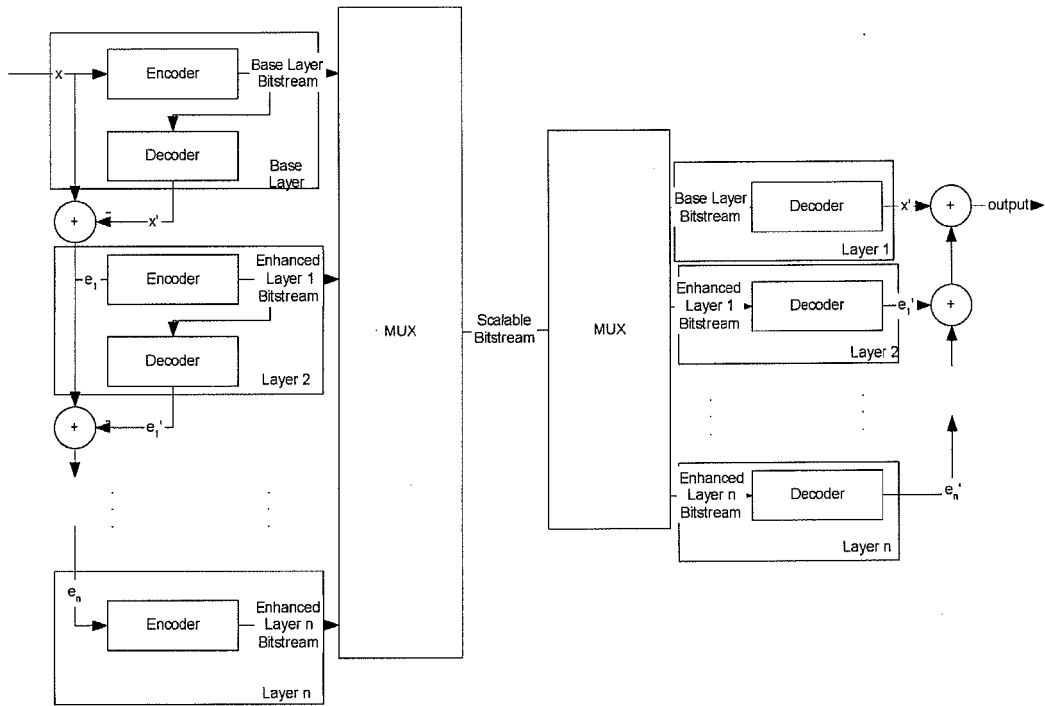 x
Encoder
Base Layer
Bitstream
Decoder
Base
Layer
+
-
x'
e1
Encoder
Enhanced
Layer 1
Bitstream
Decoder
Layer 2
+
-
e1'
en
Encoder
Enhanced
Layer n
Bitstream
Layer n
MUX
Scalable
Bitstream
MUX
Base Layer
Bitstream
Decoder
x'
+
output
Layer 1
Enhanced
Layer 1
Bitstream
Decoder
e1'
+
Layer 2
Enhanced
Layer n
Bitstream
Decoder
en'
Layer n